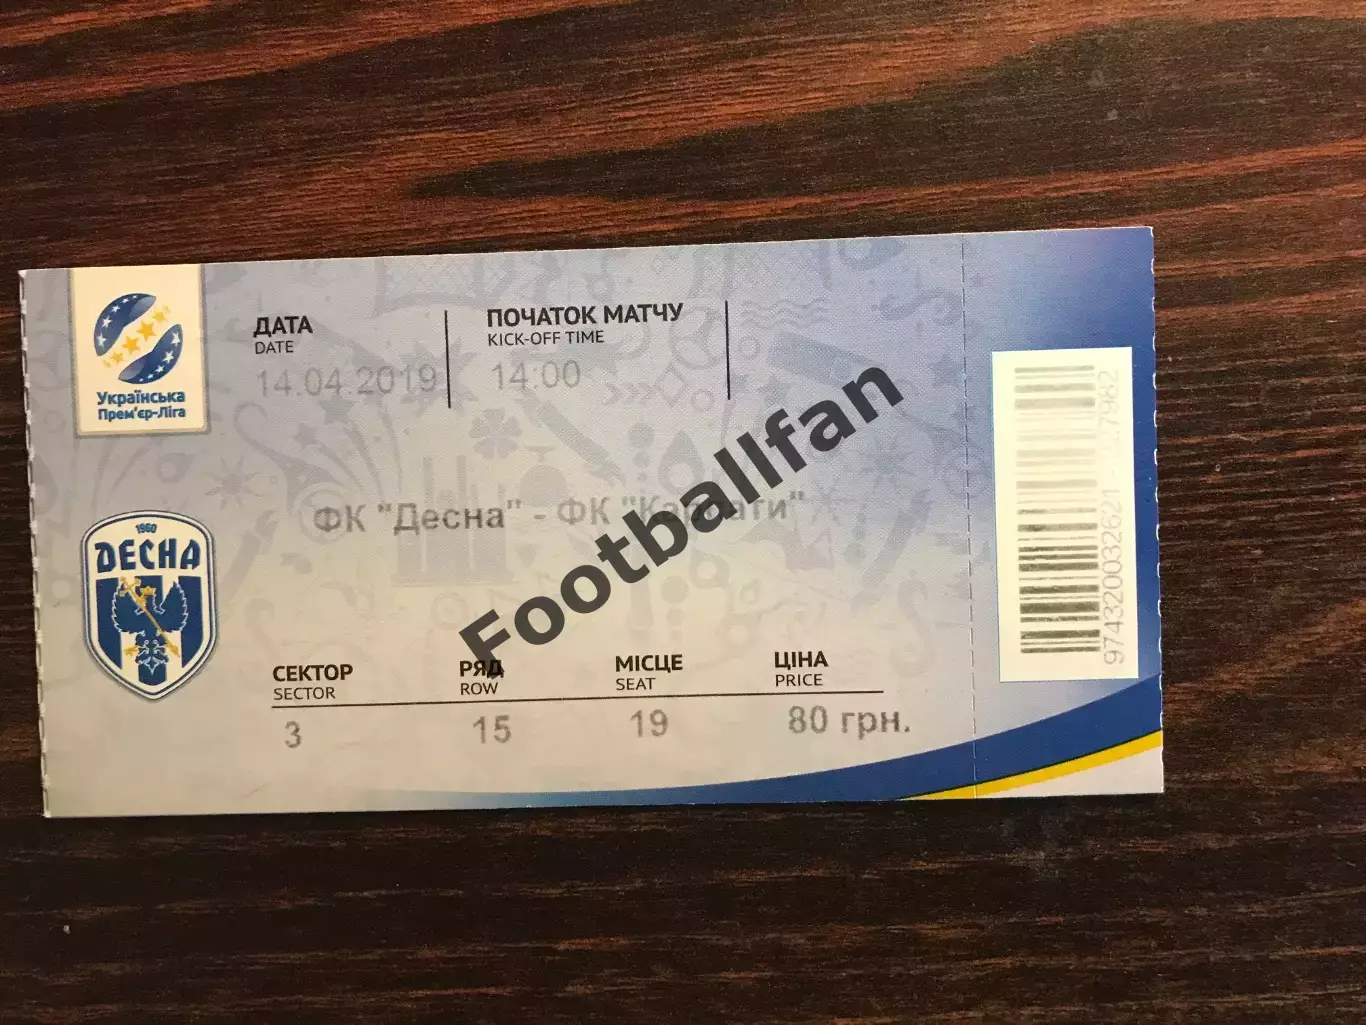 Українська
Прем'єр-Ліга
ДАТА
DATE
14.04.2019
ПОЧАТОК МАТЧУ
KICK-OFF TIME
14:00
1960
ДЕСНА
ФК "Десна" - ФК "Карпати"
Footballfan
СЕКТОР
SECTOR
3
РЯД
ROW
15
МІСЦЕ
SEAT
19
ЦІНА
PRICE
80 грн.